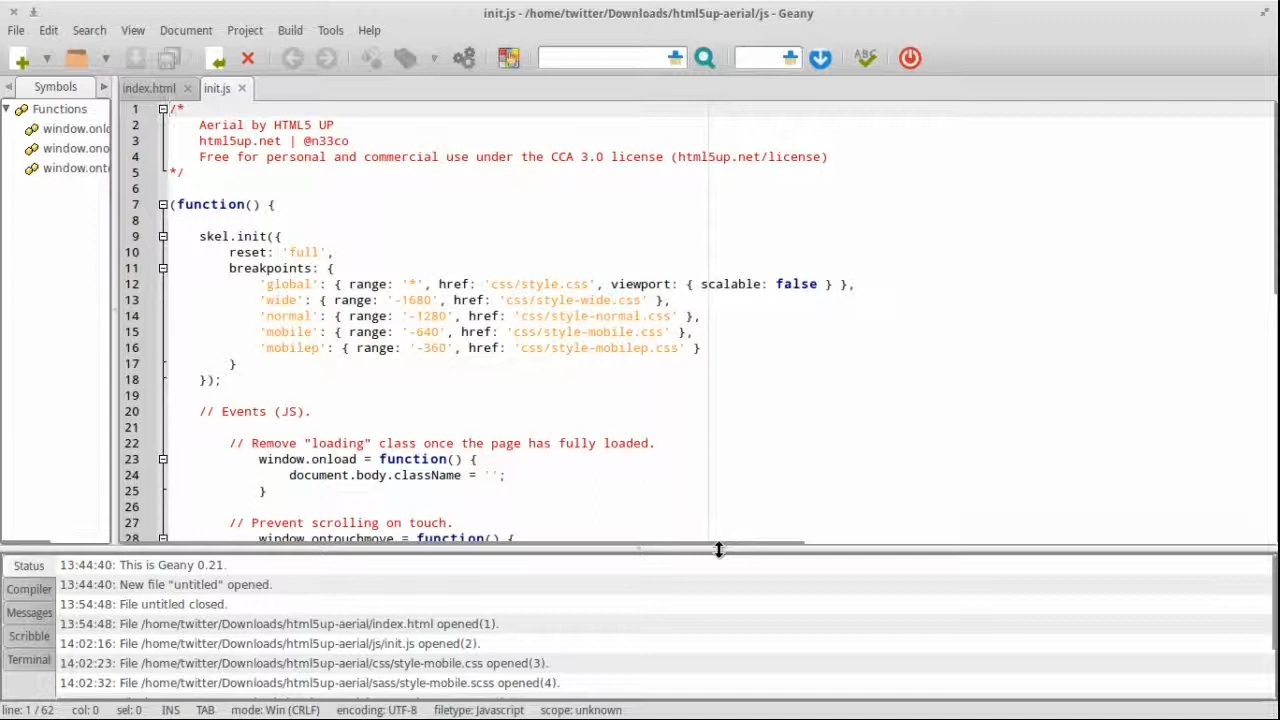 init.js - /home/twitter/Downloads/html5up-aerial/js - Geany
File Edit Search View Document Project Build Tools Help
ABC
Symbols
index.html init.js
Functions
window.onlo
window.ono
window.ont
1 /*
2 Aerial by HTML5 UP
3 html5up.net | @n33co
4 Free for personal and commercial use under the CCA 3.0 license (html5up.net/license)
5 */
6
7 (function() {
8
9 skel.init({
10 reset: 'full',
11 breakpoints: {
12 'global': { range: '*', href: 'css/style.css', viewport: { scalable: false } },
13 'wide': { range: '-1680', href: 'css/style-wide.css' },
14 'normal': { range: '-1280', href: 'css/style-normal.css' },
15 'mobile': { range: '-640', href: 'css/style-mobile.css' },
16 'mobilep': { range: '-360', href: 'css/style-mobilep.css' }
17 }
18 });
19
20 // Events (JS).
21
22 // Remove "loading" class once the page has fully loaded.
23 window.onload = function() {
24 document.body.className = '';
25 }
26
27 // Prevent scrolling on touch.
28 window.ontouchmove = function() {
Status
Compiler
Messages
Scribble
Terminal
13:44:40: This is Geany 0.21.
13:44:40: New file "untitled" opened.
13:54:48: File untitled closed.
13:54:48: File /home/twitter/Downloads/html5up-aerial/index.html opened(1).
14:02:16: File /home/twitter/Downloads/html5up-aerial/js/init.js opened(2).
14:02:23: File /home/twitter/Downloads/html5up-aerial/css/style-mobile.css opened(3).
14:02:32: File /home/twitter/Downloads/html5up-aerial/sass/style-mobile.scss opened(4).
line: 1 / 62 col: 0 sel: 0 INS TAB mode: Win (CRLF) encoding: UTF-8 filetype: Javascript scope: unknown